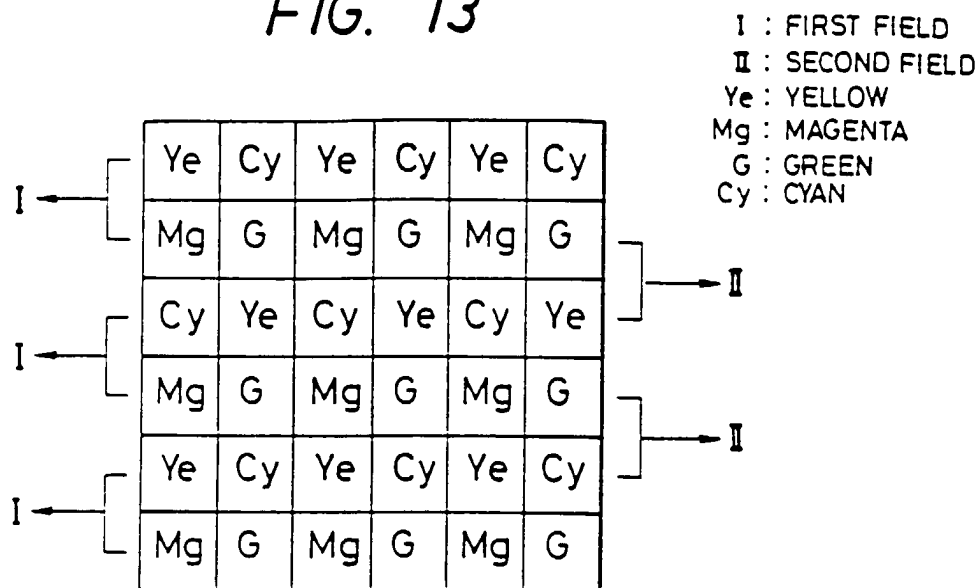 FIG. 13
I : FIRST FIELD
II : SECOND FIELD
Ye : YELLOW
Mg : MAGENTA
G : GREEN
Cy : CYAN
Ye Cy Ye Cy Ye Cy
I
Mg G Mg G Mg G
II
Cy Ye Cy Ye Cy Ye
I
Mg G Mg G Mg G
II
Ye Cy Ye Cy Ye Cy
I
Mg G Mg G Mg G